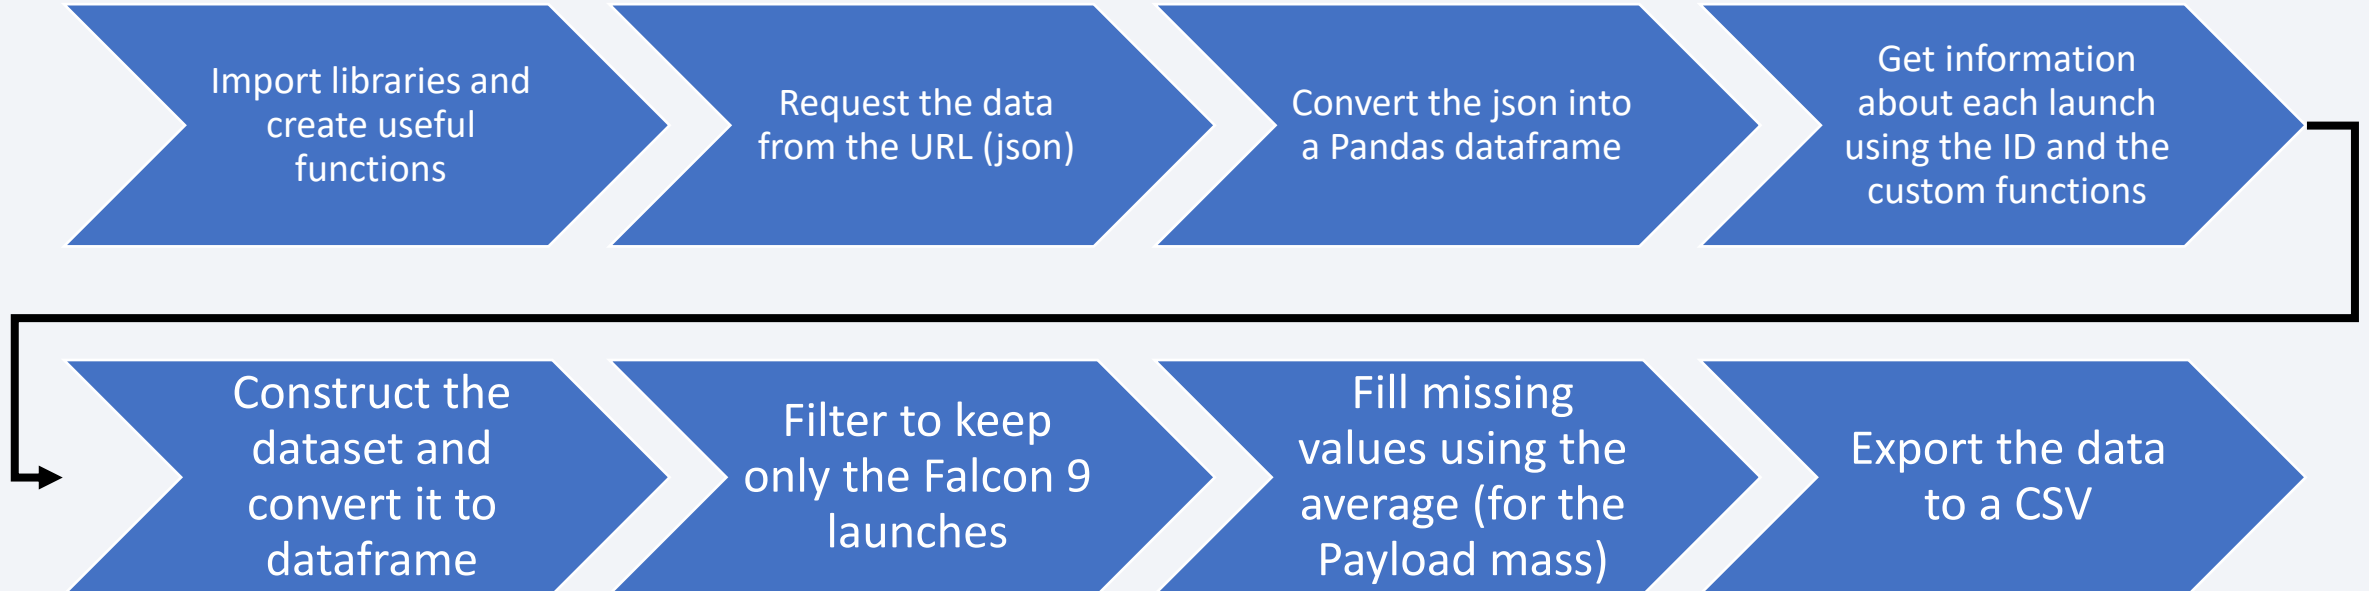 Import libraries and
create useful
functions
Request the data
from the URL (json)
Convert the json into
a Pandas dataframe
Get information
about each launch
using the ID and the
custom functions
Construct the
dataset and
convert it to
dataframe
Filter to keep
only the Falcon 9
launches
Fill missing
values using the
average (for the
Payload mass)
Export the data
to a CSV